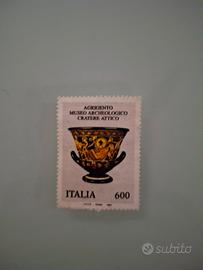 AGRIGENTO
MUSEO ARCHEOLOGICO
CRATERE ATTICO
ITALIA 600
subito